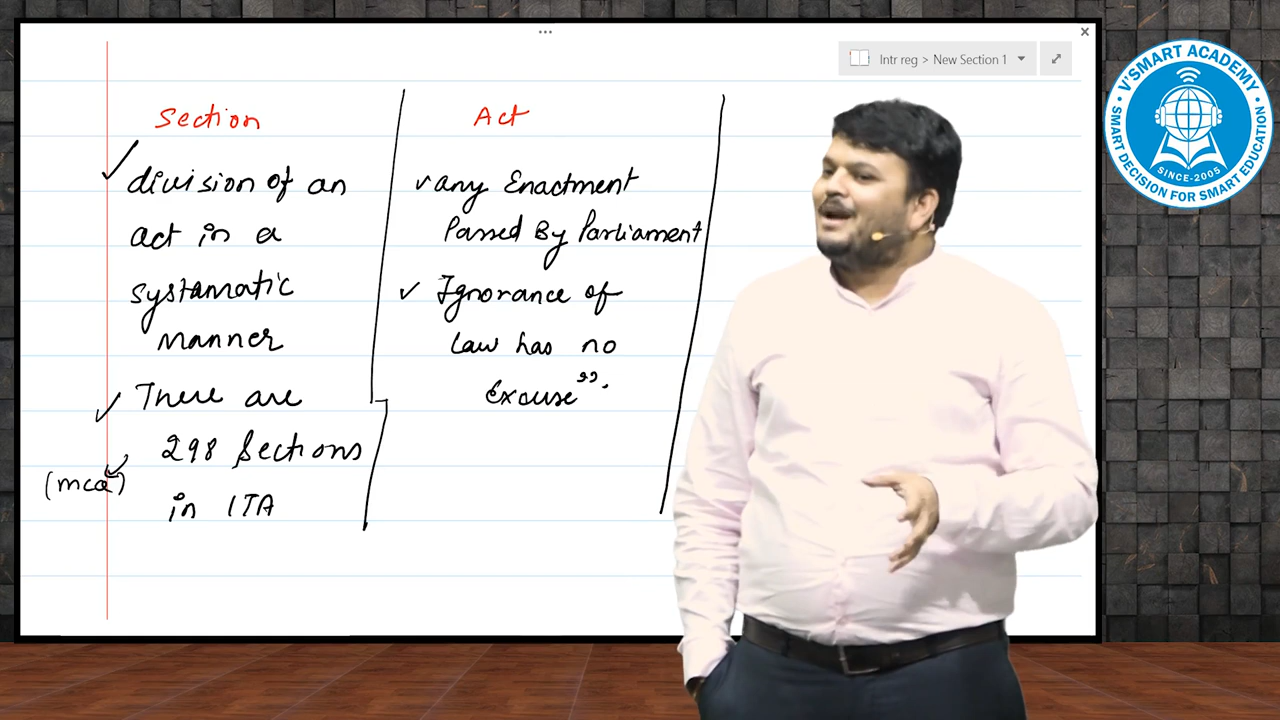 Intr reg > New Section 1
Section
division of an
act in a
systamatic
manner
There are
298 Sections
(mcq)
in ITA
Act
any Enactment
Passed By Parliament
Ignorance of
law has no
Excuse”.
V'SMART ACADEMY
SINCE-2005
SMART DECISION FOR SMART EDUCATION